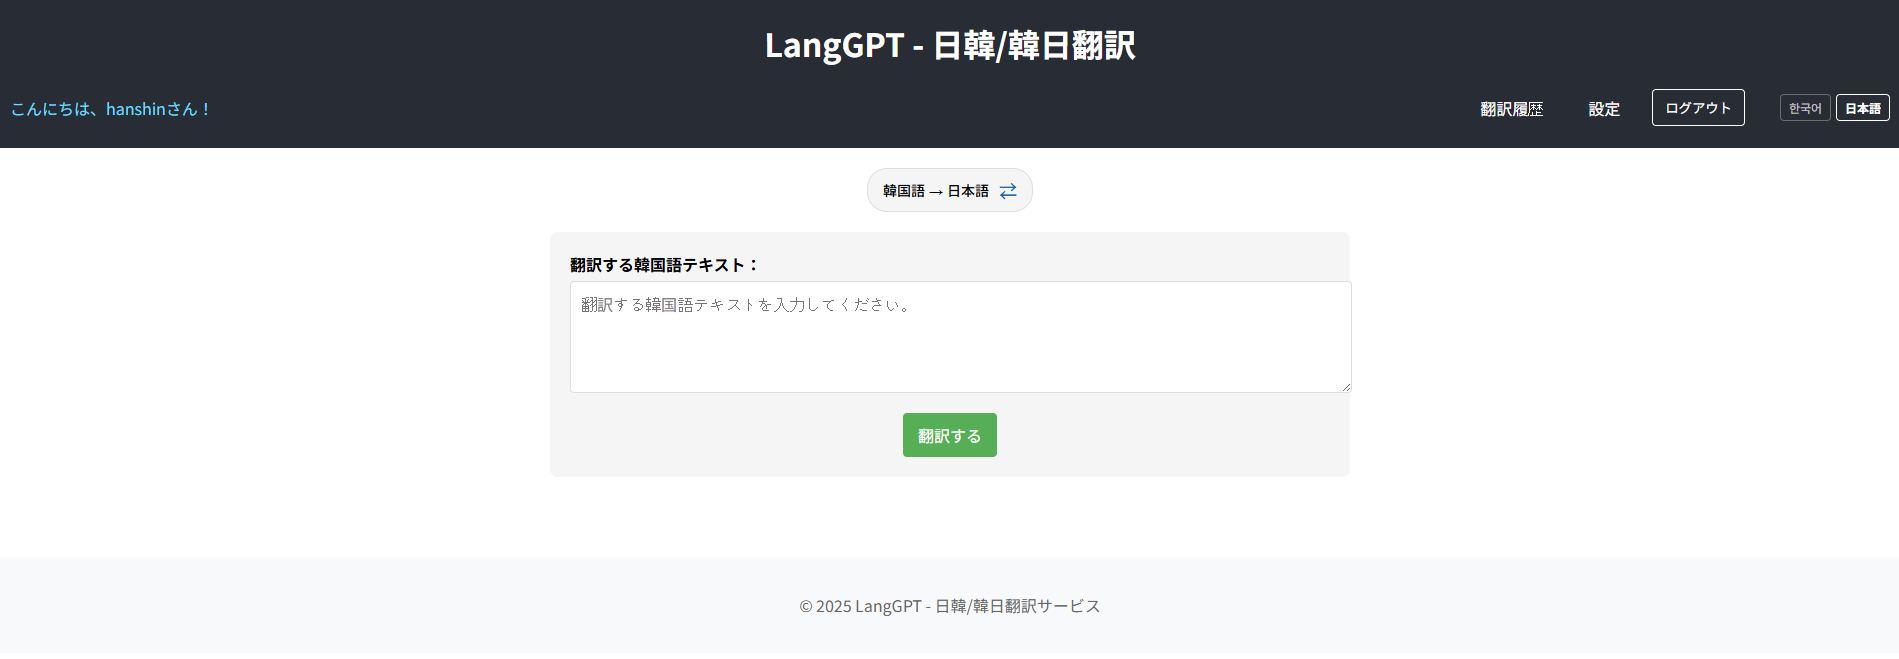 LangGPT - 日韓/韓日翻訳
こんにちは、hanshinさん！
翻訳履歴
設定
ログアウト
한국어
日本語
韓国語 → 日本語 ⇄
翻訳する韓国語テキスト：
翻訳する韓国語テキストを入力してください。
翻訳する
© 2025 LangGPT - 日韓/韓日翻訳サービス